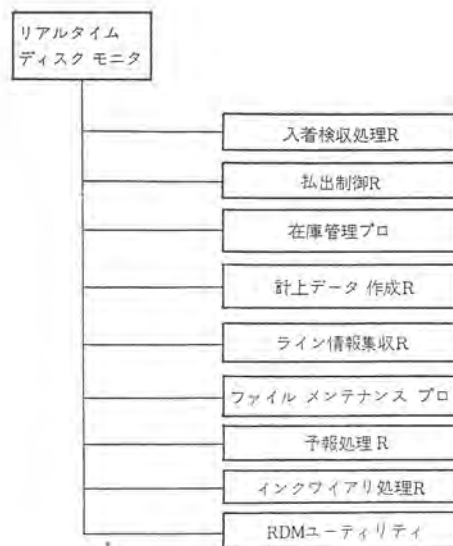 リアルタイム
ディスク モニタ
入着検収処理R
払出制御R
在庫管理プロ
計上データ 作成R
ライン情報集収R
ファイル メンテナンス プロ
予報処理R
インクワイアリ処理R
RDMユーティリティ